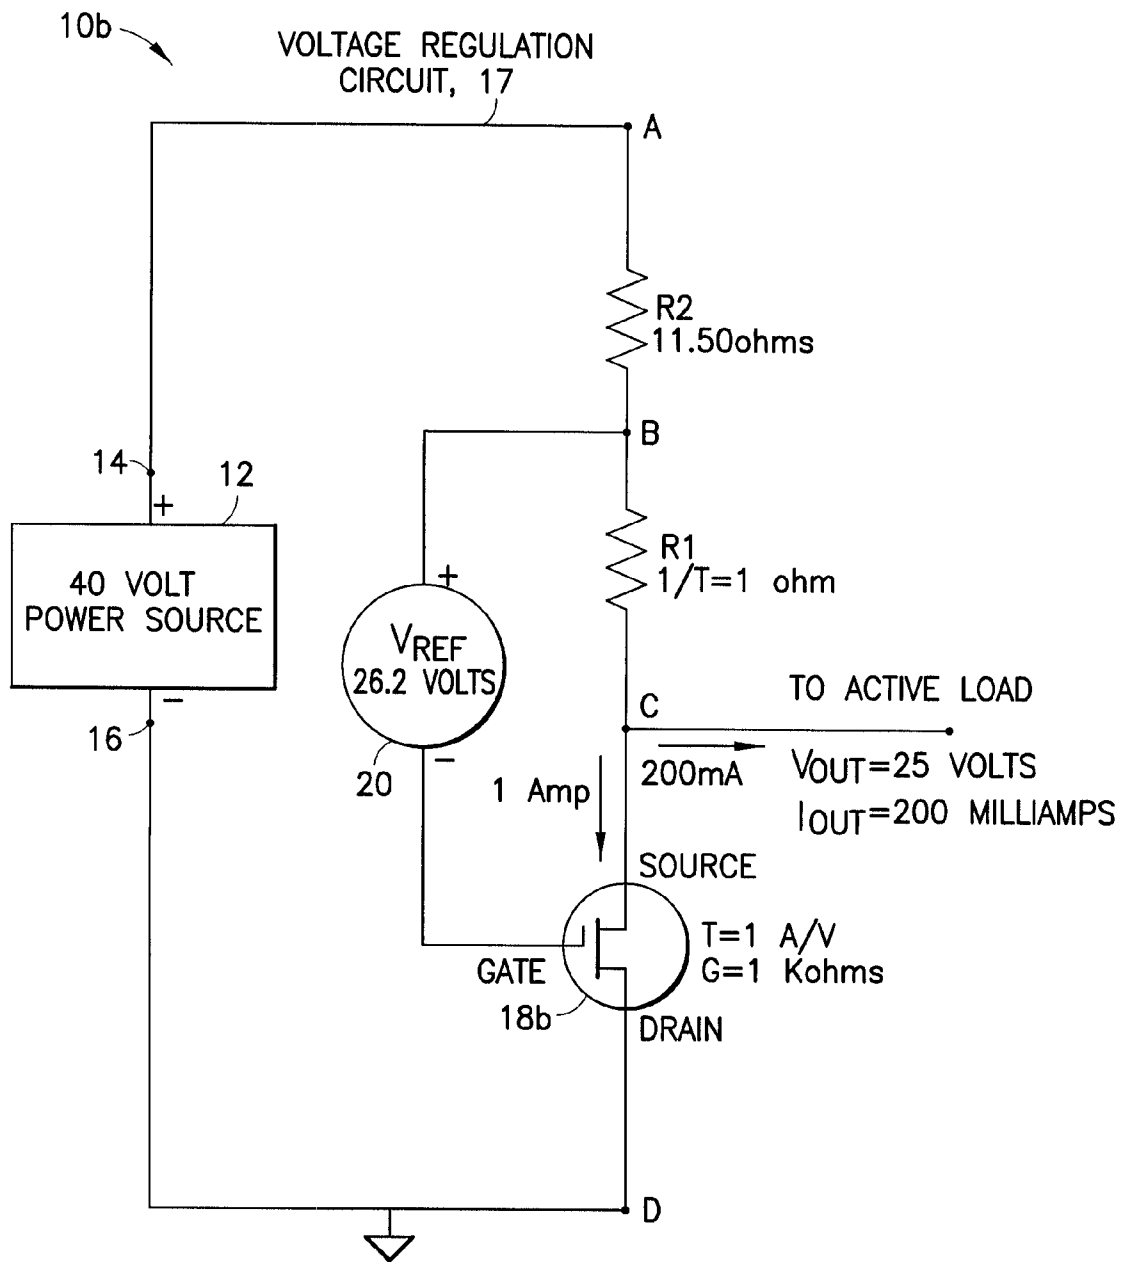 10b
VOLTAGE REGULATION
CIRCUIT, 17
A
R2
11.50ohms
B
14
12
+
40 VOLT
POWER SOURCE
-
16
R1
1/T=1 ohm
+
VREF
26.2 VOLTS
-
20
C
TO ACTIVE LOAD
200mA
VOUT=25 VOLTS
IOUT=200 MILLIAMPS
1 Amp
SOURCE
T=1 A/V
G=1 Kohms
GATE
18b
DRAIN
D